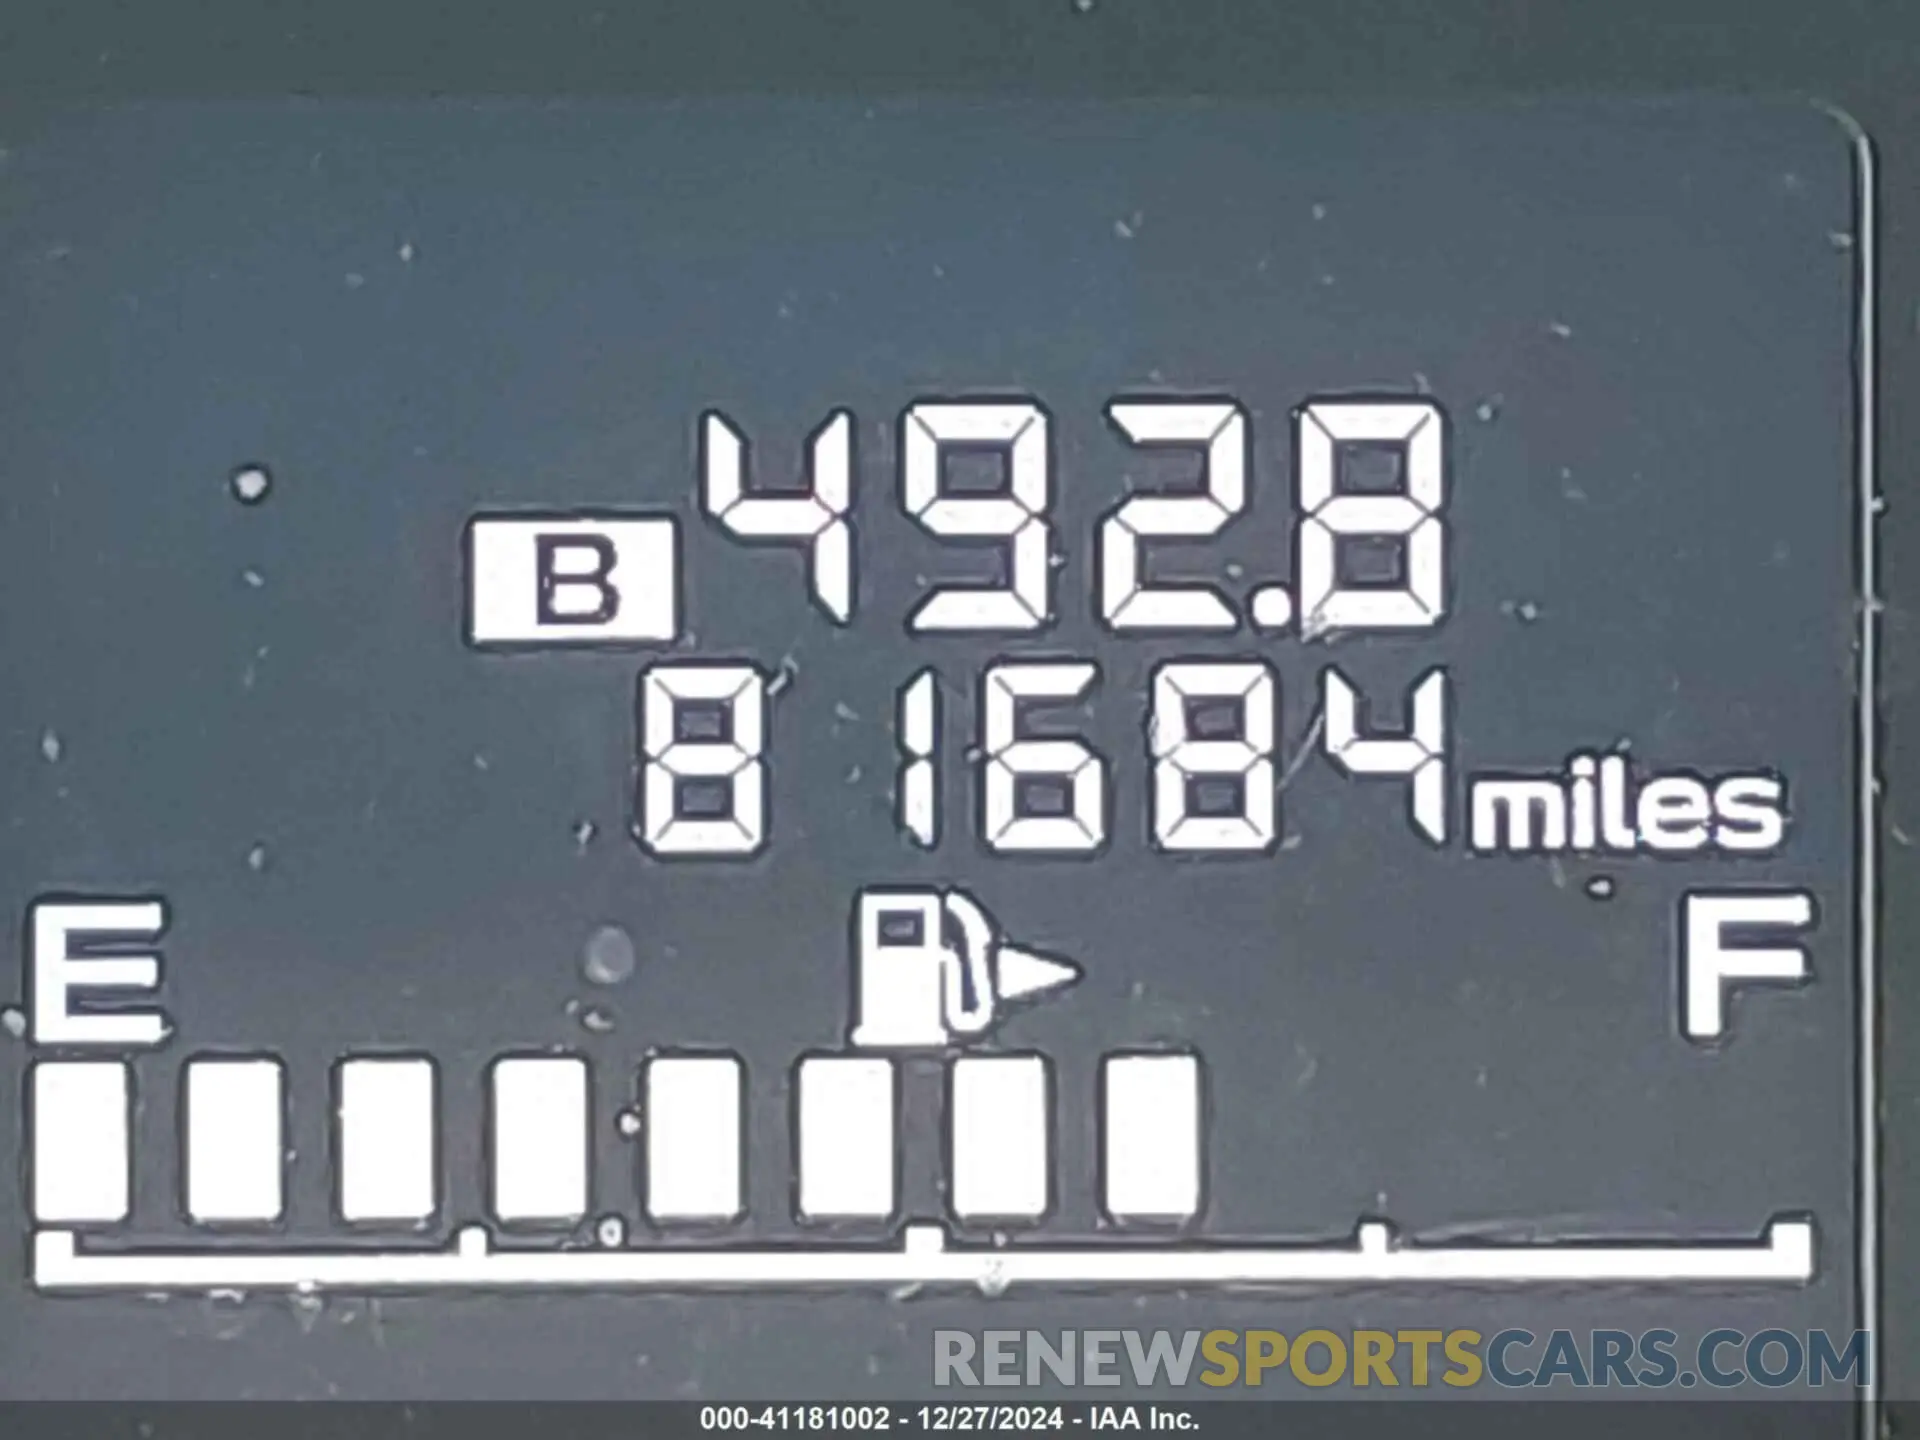 B 492.8
81684 miles
E F
RENEWSPORTSCARS.COM
000-41181002 - 12/27/2024 - IAA Inc.